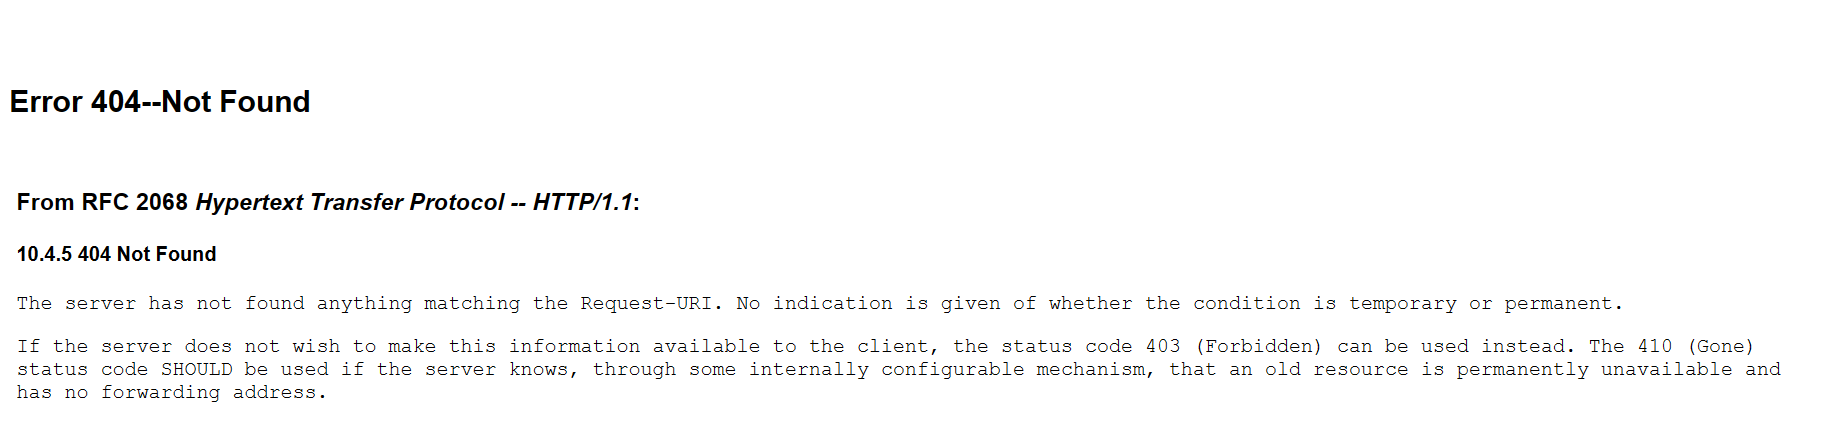 Error 404--Not Found
From RFC 2068 Hypertext Transfer Protocol -- HTTP/1.1:
10.4.5 404 Not Found
The server has not found anything matching the Request-URI. No indication is given of whether the condition is temporary or permanent.
If the server does not wish to make this information available to the client, the status code 403 (Forbidden) can be used instead. The 410 (Gone)
status code SHOULD be used if the server knows, through some internally configurable mechanism, that an old resource is permanently unavailable and
has no forwarding address.